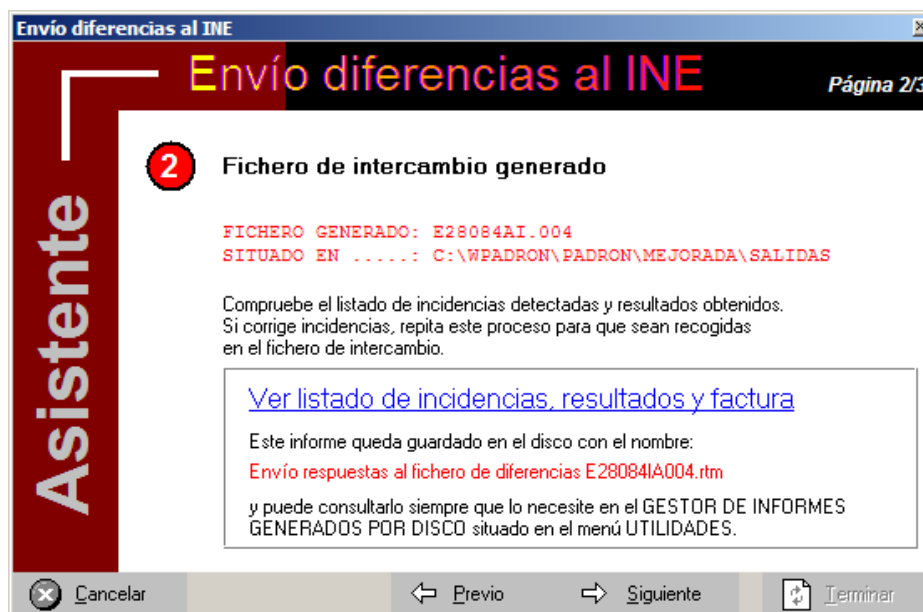 Envío diferencias al INE
Envío diferencias al INE
Página 2/3
Asistente
2 Fichero de intercambio generado
FICHERO GENERADO: E28084AI.004
SITUADO EN .....: C:\WPADRON\PADRON\MEJORADA\SALIDAS
Compruebe el listado de incidencias detectadas y resultados obtenidos.
Si corrige incidencias, repita este proceso para que sean recogidas
en el fichero de intercambio.
Ver listado de incidencias, resultados y factura
Este informe queda guardado en el disco con el nombre:
Envío respuestas al fichero de diferencias E28084IA004.rtm
y puede consultarlo siempre que lo necesite en el GESTOR DE INFORMES
GENERADOS POR DISCO situado en el menú UTILIDADES.
Cancelar
Previo
Siguiente
Terminar